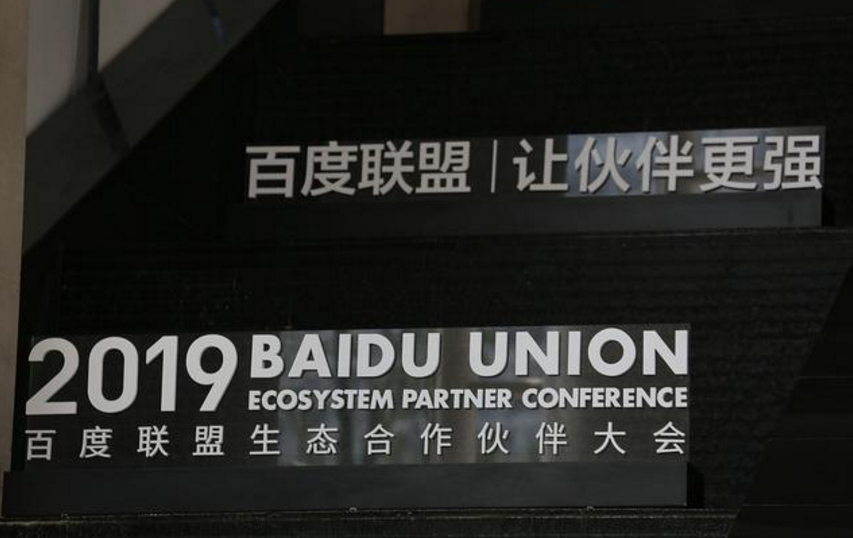 百度联盟 | 让伙伴更强
2019 BAIDU UNION
ECOSYSTEM PARTNER CONFERENCE
百度联盟生态合作伙伴大会